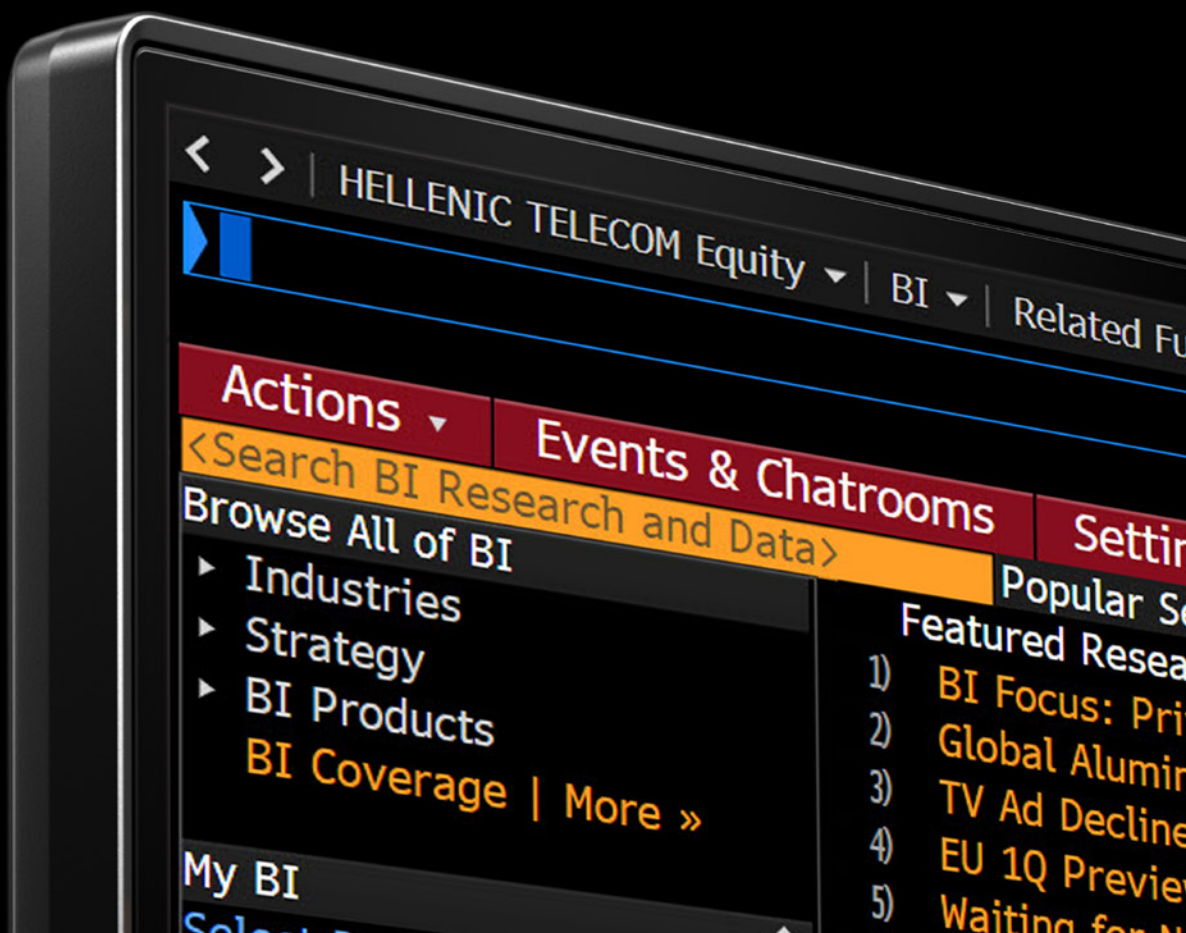 HELLENIC TELECOM Equity | BI | Related
Actions
Events & Chatrooms
<Search BI Research and Data>
Browse All of BI
Industries
Strategy
BI Products
BI Coverage | More »
My BI
Popular
Featured
1) BI Focus:
2) Global
3) TV Ad
4) EU 1Q
5) Waiting for